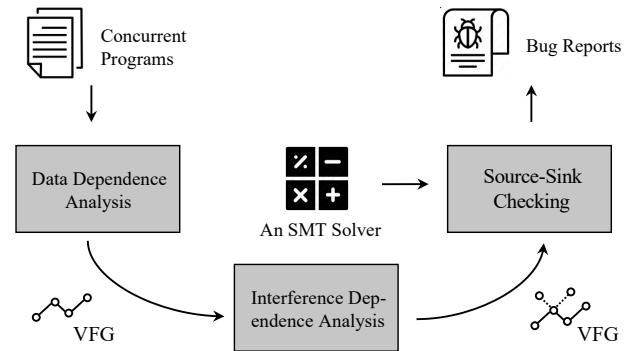 Concurrent
Programs
Bug Reports
Data Dependence
Analysis
An SMT Solver
Source-Sink
Checking
VFG
Interference Dep-
endence Analysis
VFG